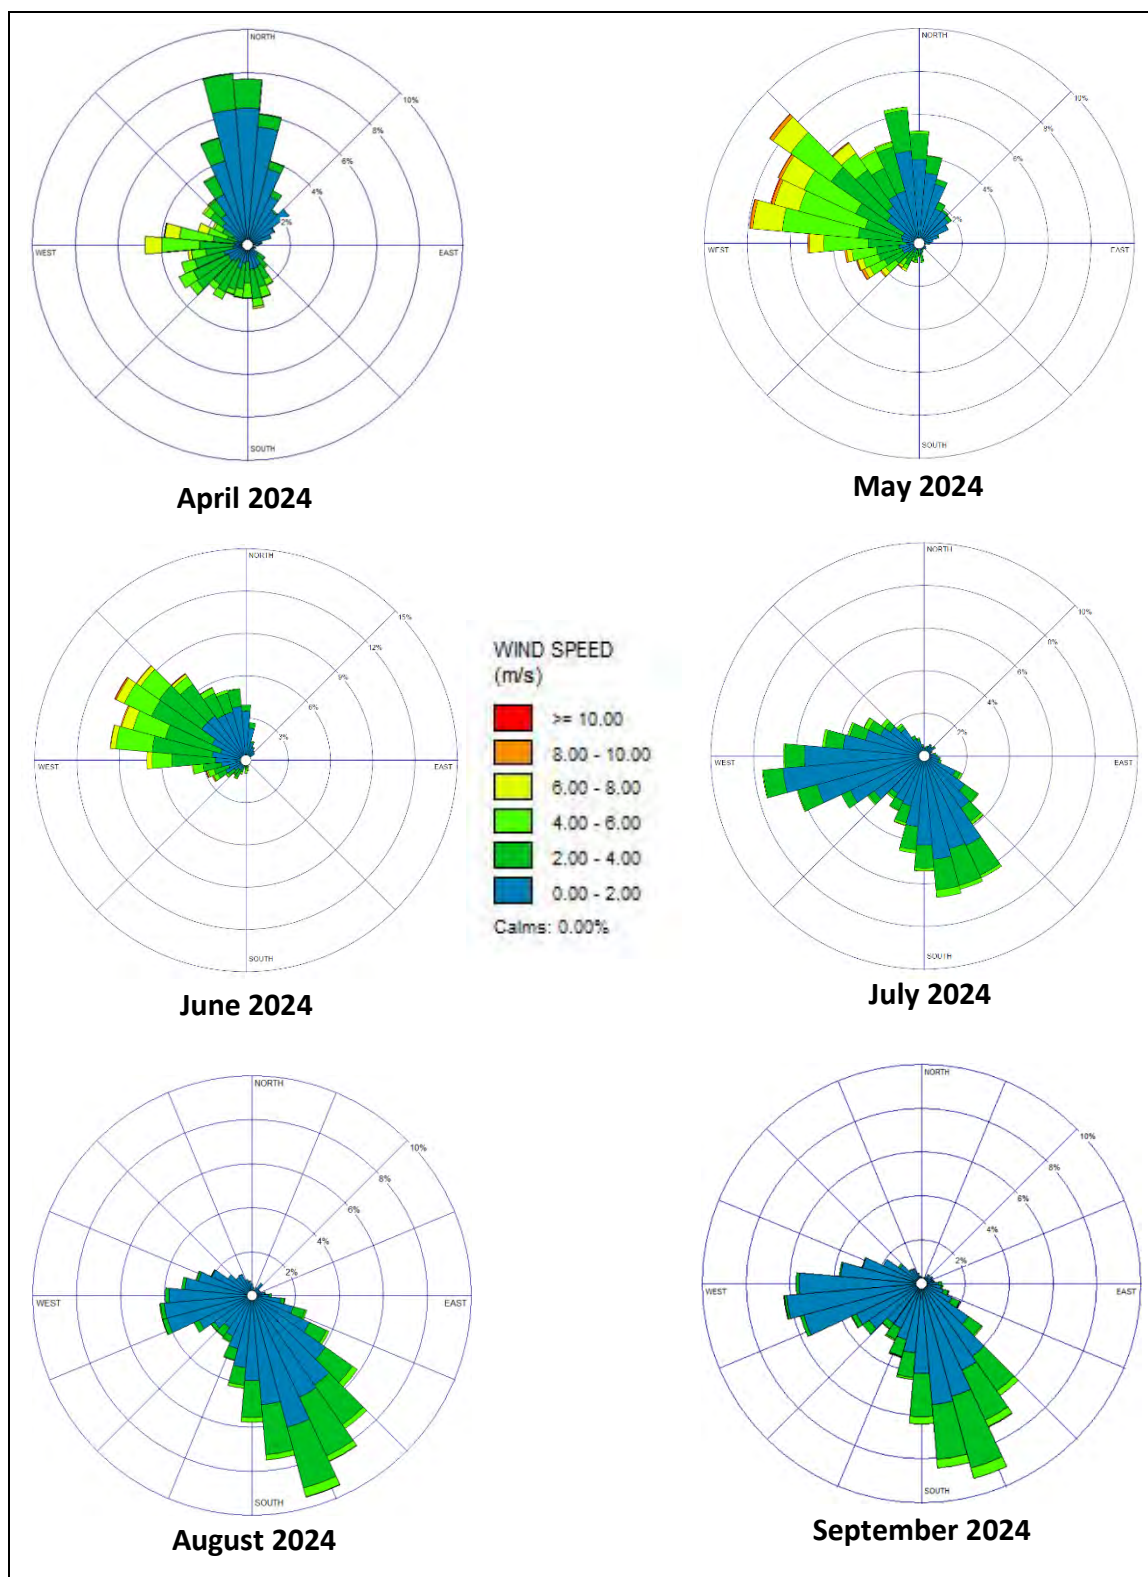 NORTH
10%
8%
6%
4%
2%
WEST
EAST
SOUTH
April 2024
NORTH
10%
8%
6%
4%
2%
WEST
EAST
SOUTH
May 2024
NORTH
15%
12%
9%
6%
3%
WEST
EAST
SOUTH
June 2024
WIND SPEED
(m/s)
>= 10.00
8.00 - 10.00
6.00 - 8.00
4.00 - 6.00
2.00 - 4.00
0.00 - 2.00
Calms: 0.00%
NORTH
10%
8%
6%
4%
2%
WEST
EAST
SOUTH
July 2024
NORTH
10%
8%
6%
4%
2%
WEST
EAST
SOUTH
August 2024
NORTH
10%
8%
6%
4%
2%
WEST
EAST
SOUTH
September 2024